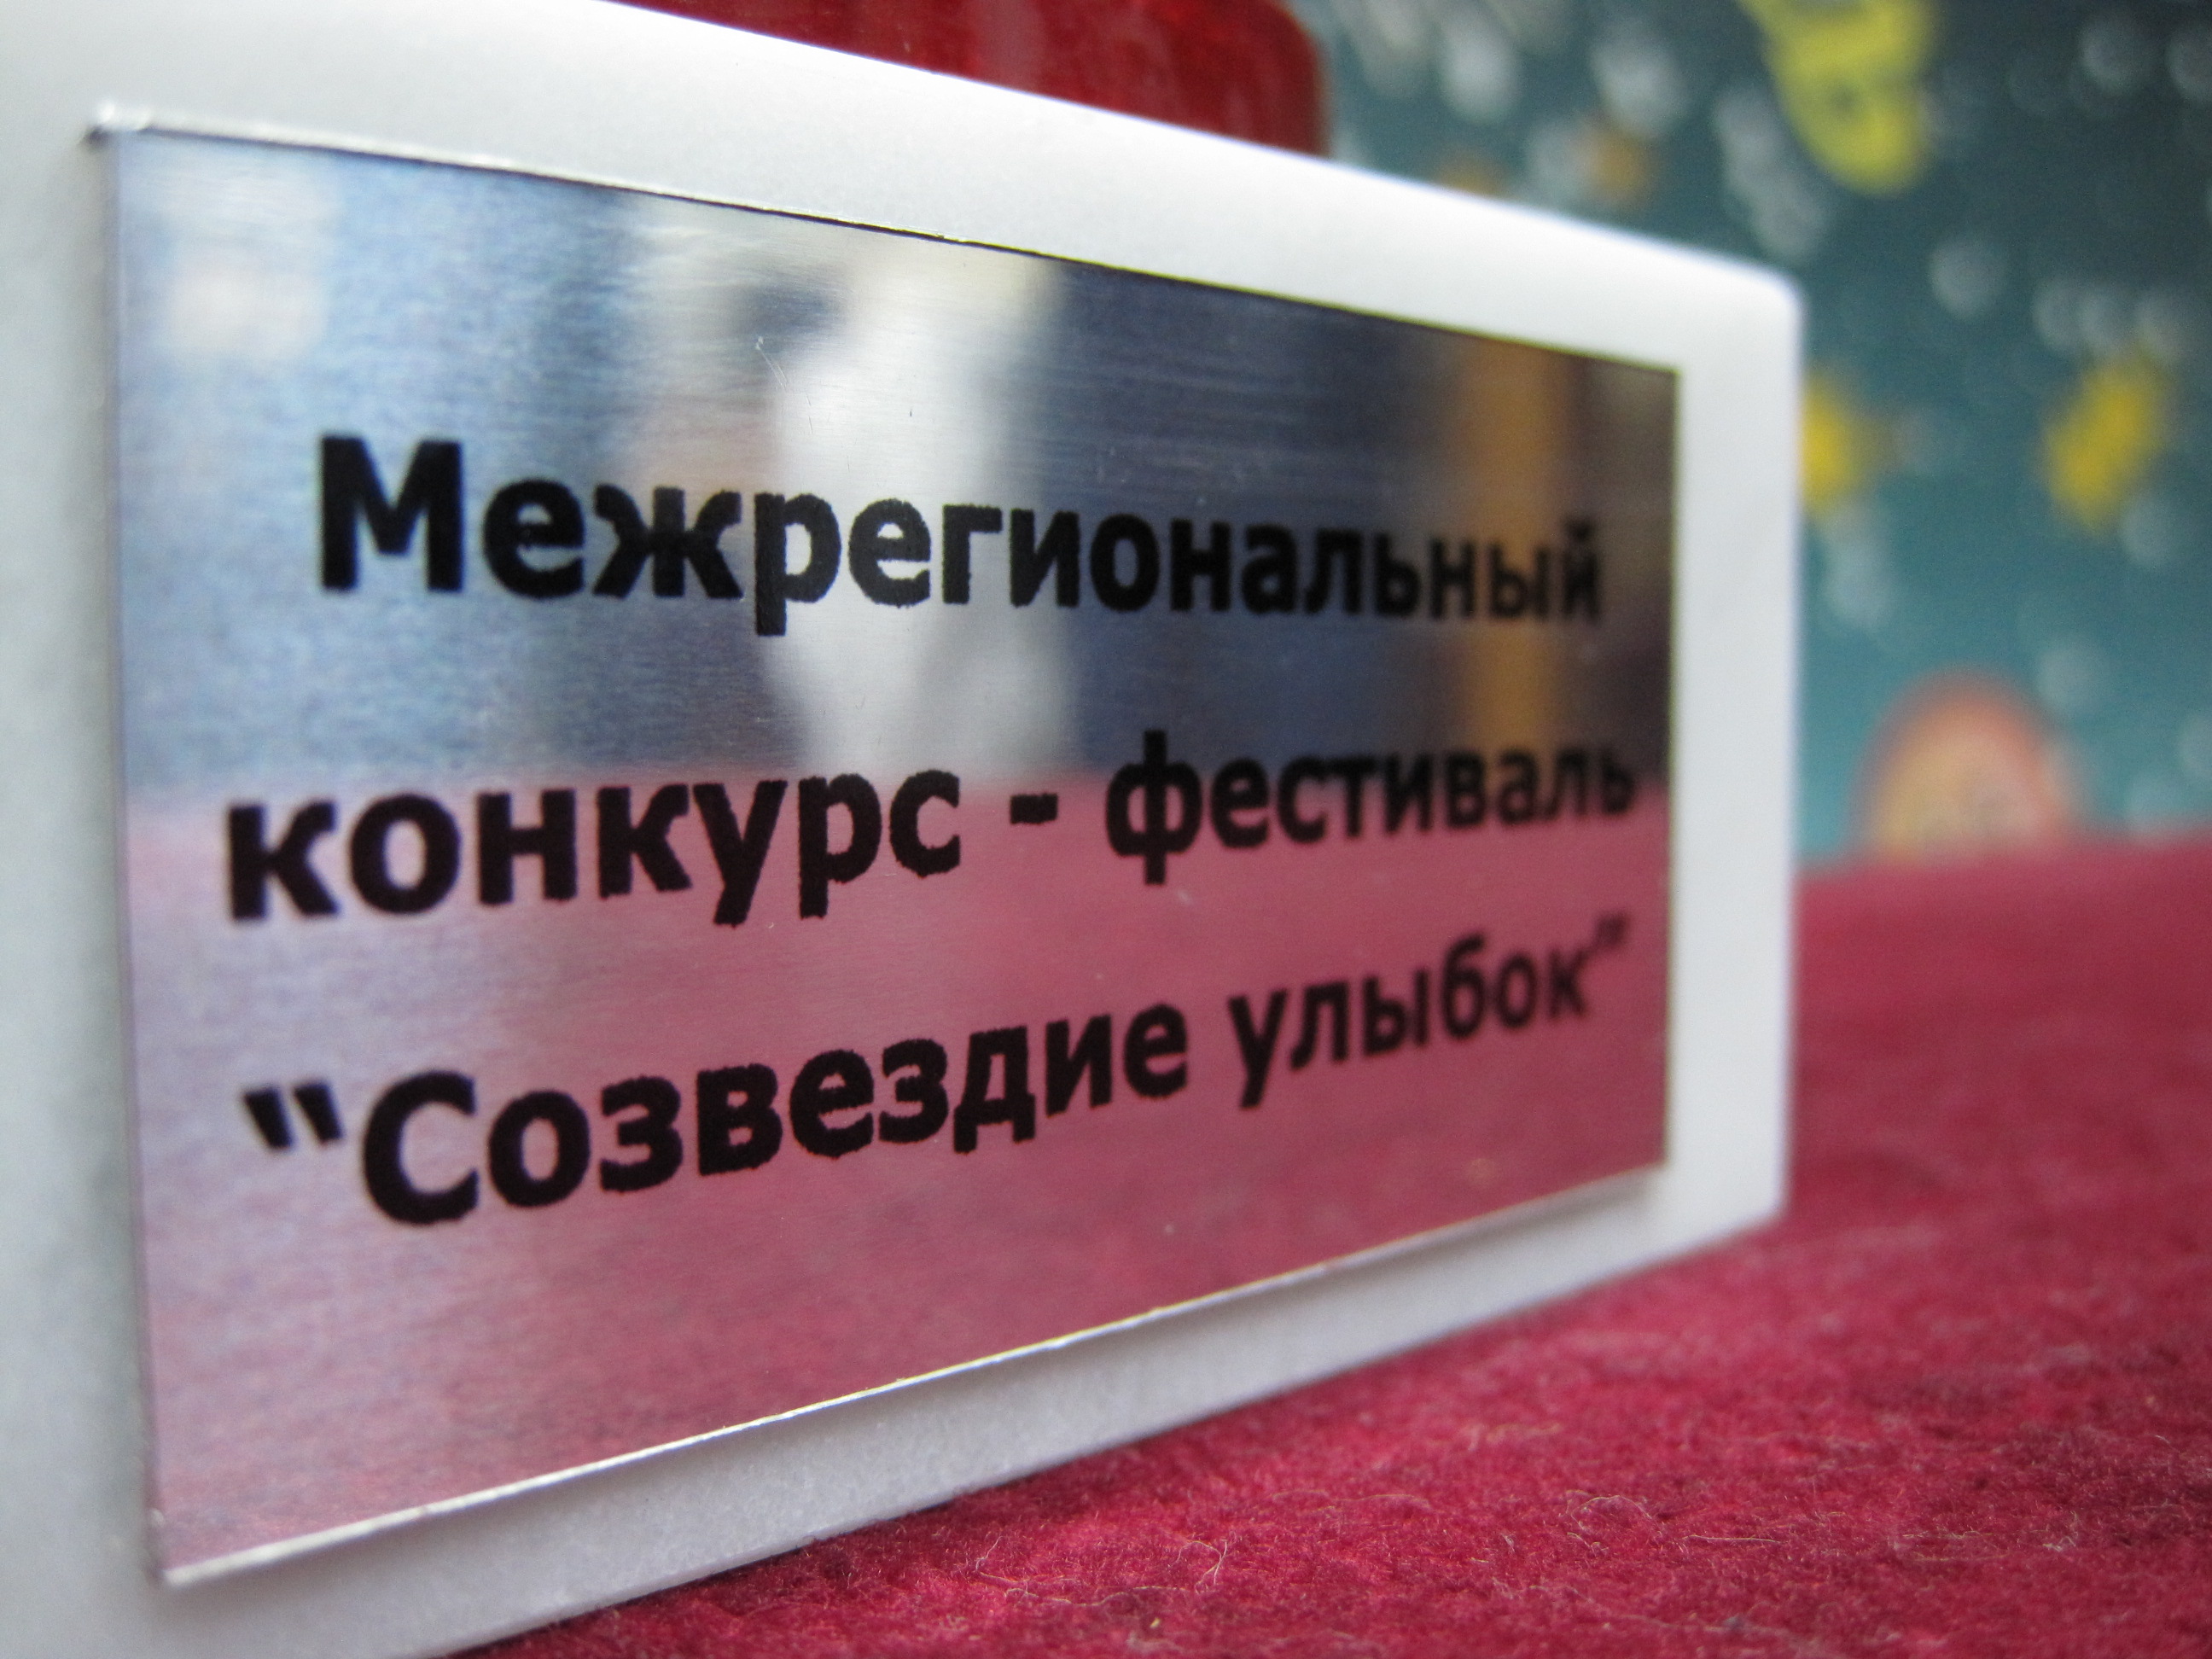 Межрегиональный
конкурс - фестиваль
“Созвездие улыбок”